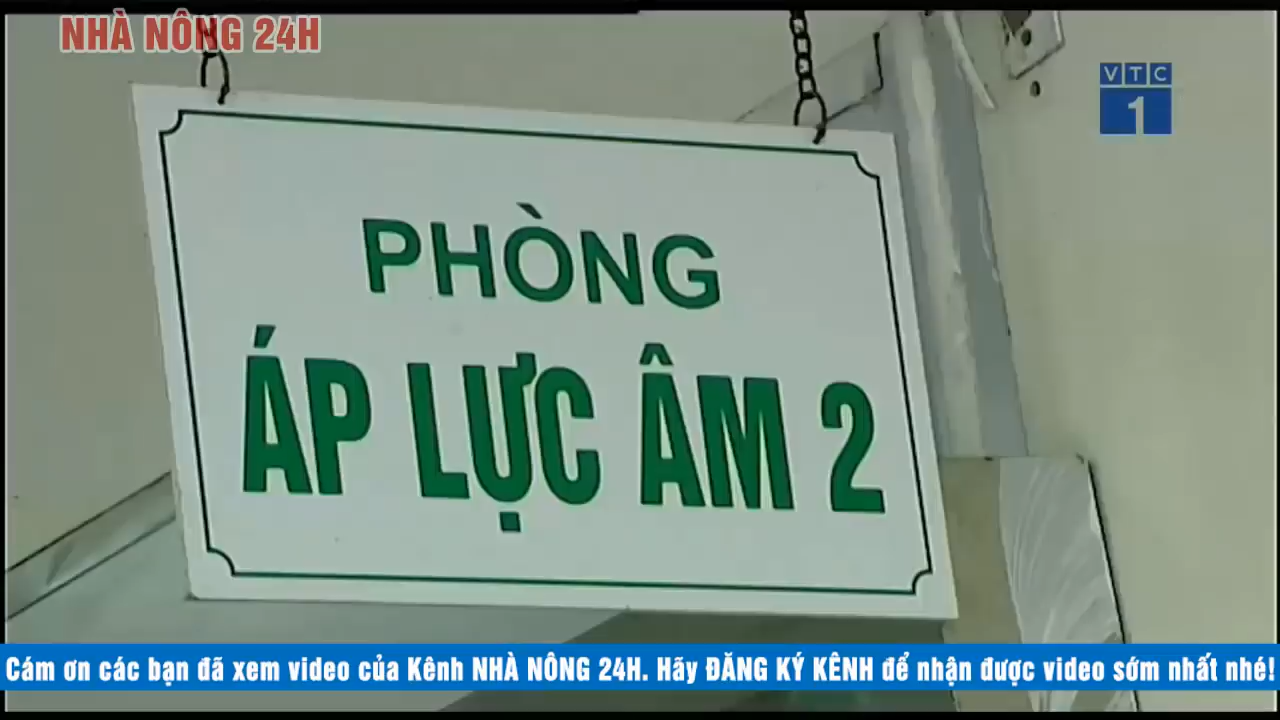 NHÀ NÔNG 24H
VTC
1
PHÒNG
ÁP LỰC ÂM 2
Cám ơn các bạn đã xem video của Kênh NHÀ NÔNG 24H. Hãy ĐĂNG KÝ KÊNH để nhận được video sớm nhất nhé!